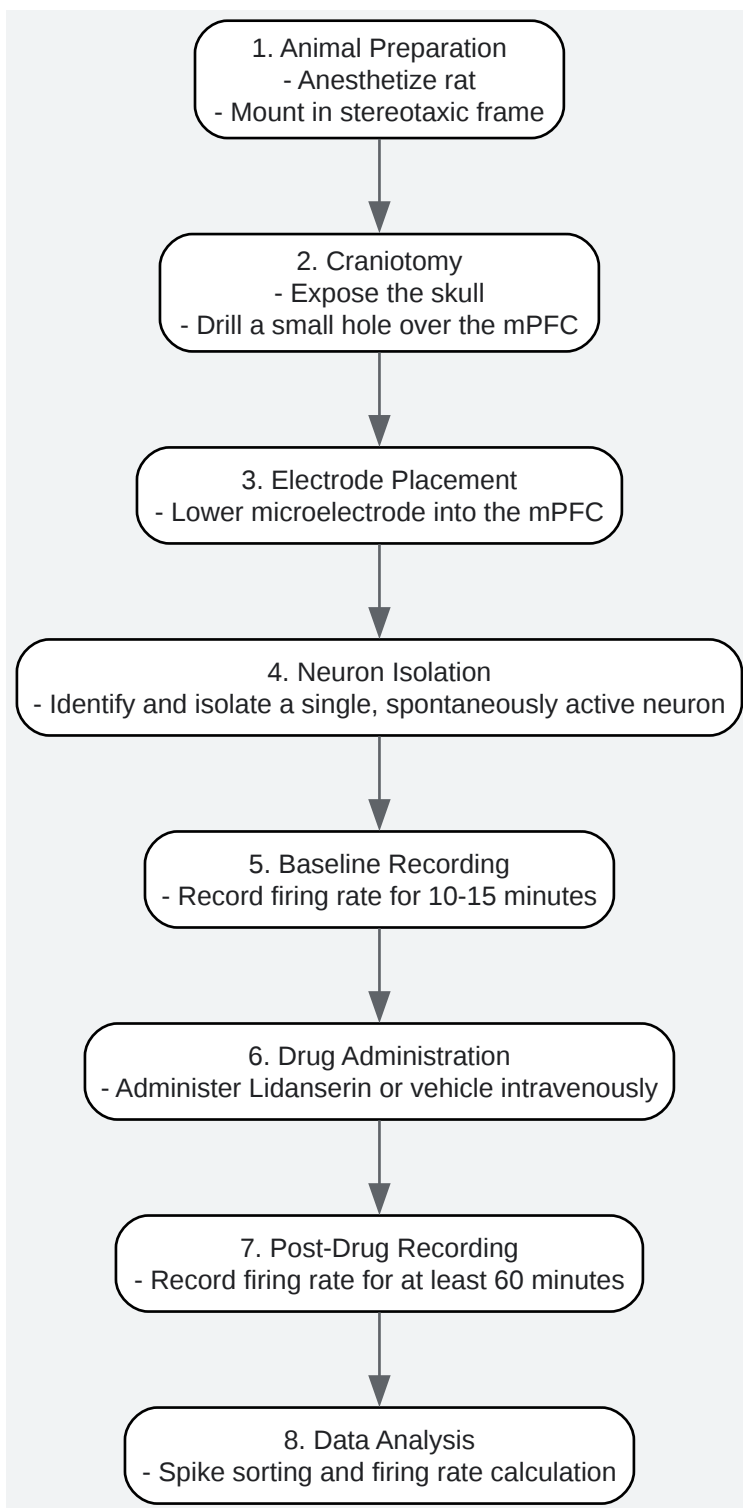 1. Animal Preparation
- Anesthetize rat
- Mount in stereotaxic frame
2. Craniotomy
- Expose the skull
- Drill a small hole over the mPFC
3. Electrode Placement
- Lower microelectrode into the mPFC
4. Neuron Isolation
- Identify and isolate a single, spontaneously active neuron
5. Baseline Recording
- Record firing rate for 10-15 minutes
6. Drug Administration
- Administer Lidanserin or vehicle intravenously
7. Post-Drug Recording
- Record firing rate for at least 60 minutes
8. Data Analysis
- Spike sorting and firing rate calculation